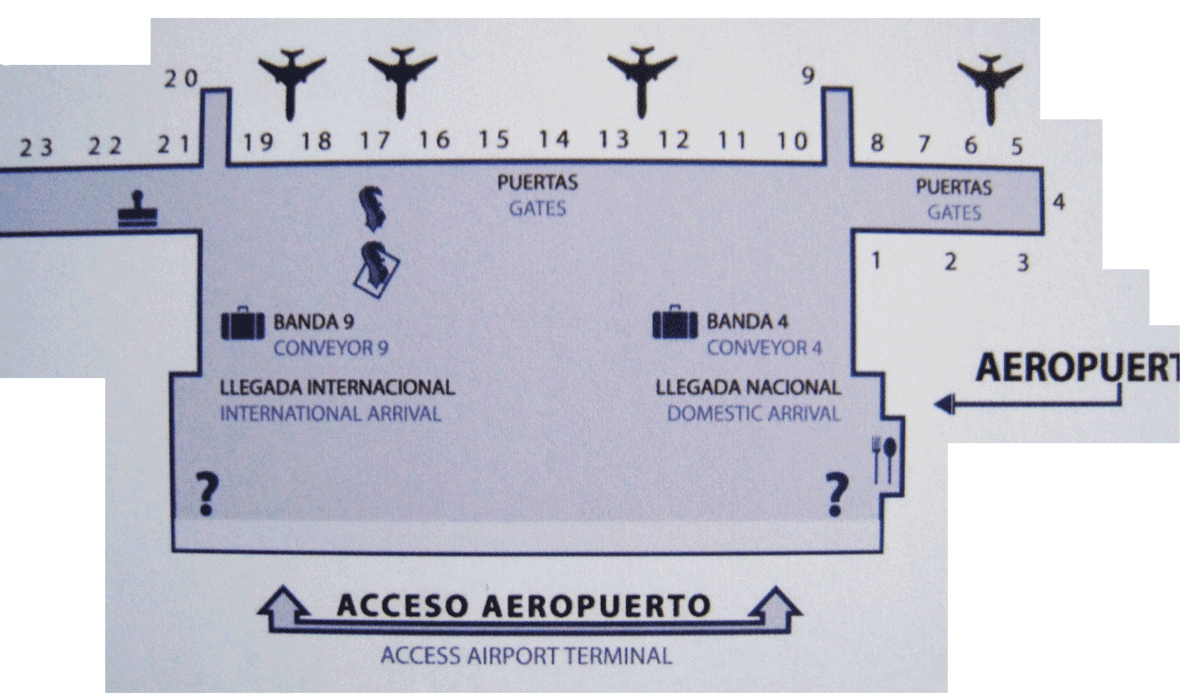 20
9
23 22 21 19 18 17 16 15 14 13 12 11 10 8 7 6 5
PUERTAS
GATES
PUERTAS
GATES
4
1 2 3
BANDA 9
CONVEYOR 9
BANDA 4
CONVEYOR 4
LLEGADA INTERNACIONAL
INTERNATIONAL ARRIVAL
LLEGADA NACIONAL
DOMESTIC ARRIVAL
AEROPUERT
? ?
ACCESO AEROPUERTO
ACCESS AIRPORT TERMINAL